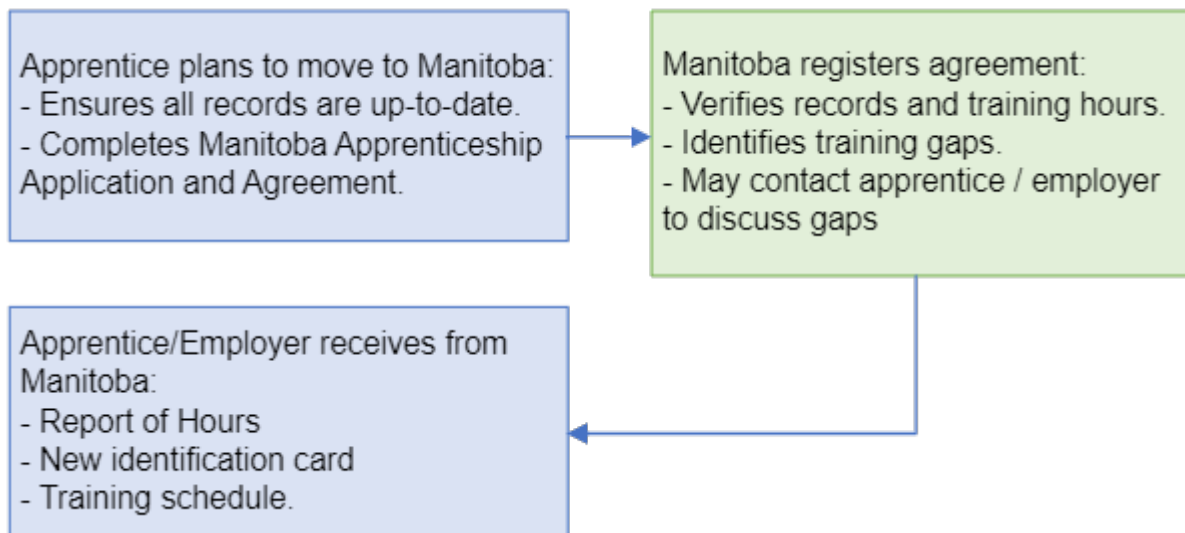 Apprentice plans to move to Manitoba:
- Ensures all records are up-to-date.
- Completes Manitoba Apprenticeship
Application and Agreement.
Manitoba registers agreement:
- Verifies records and training hours.
- Identifies training gaps.
- May contact apprentice / employer
to discuss gaps
Apprentice/Employer receives from
Manitoba:
- Report of Hours
- New identification card
- Training schedule.